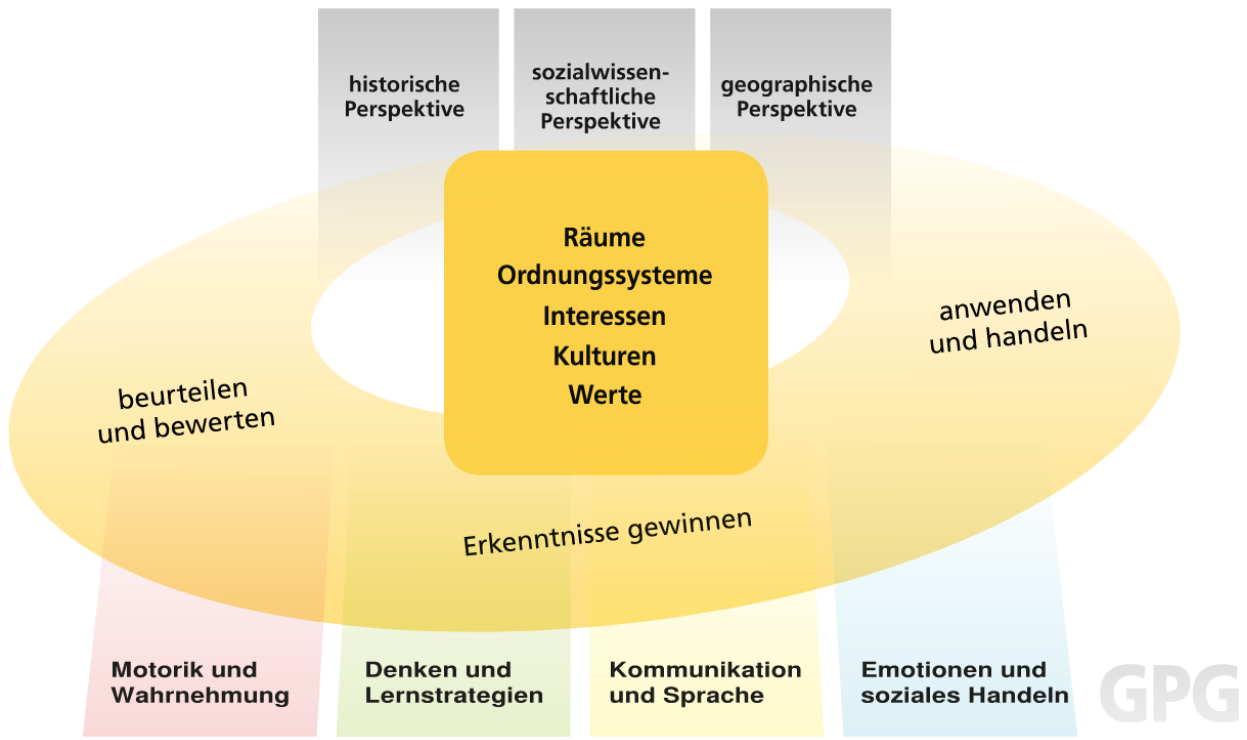 historische
Perspektive
sozialwissen-
schaftliche
Perspektive
geographische
Perspektive
Räume
Ordnungssysteme
Interessen
Kulturen
Werte
anwenden
und handeln
beurteilen
und bewerten
Erkenntnisse gewinnen
Motorik und
Wahrnehmung
Denken und
Lernstrategien
Kommunikation
und Sprache
Emotionen und
soziales Handeln
GPG